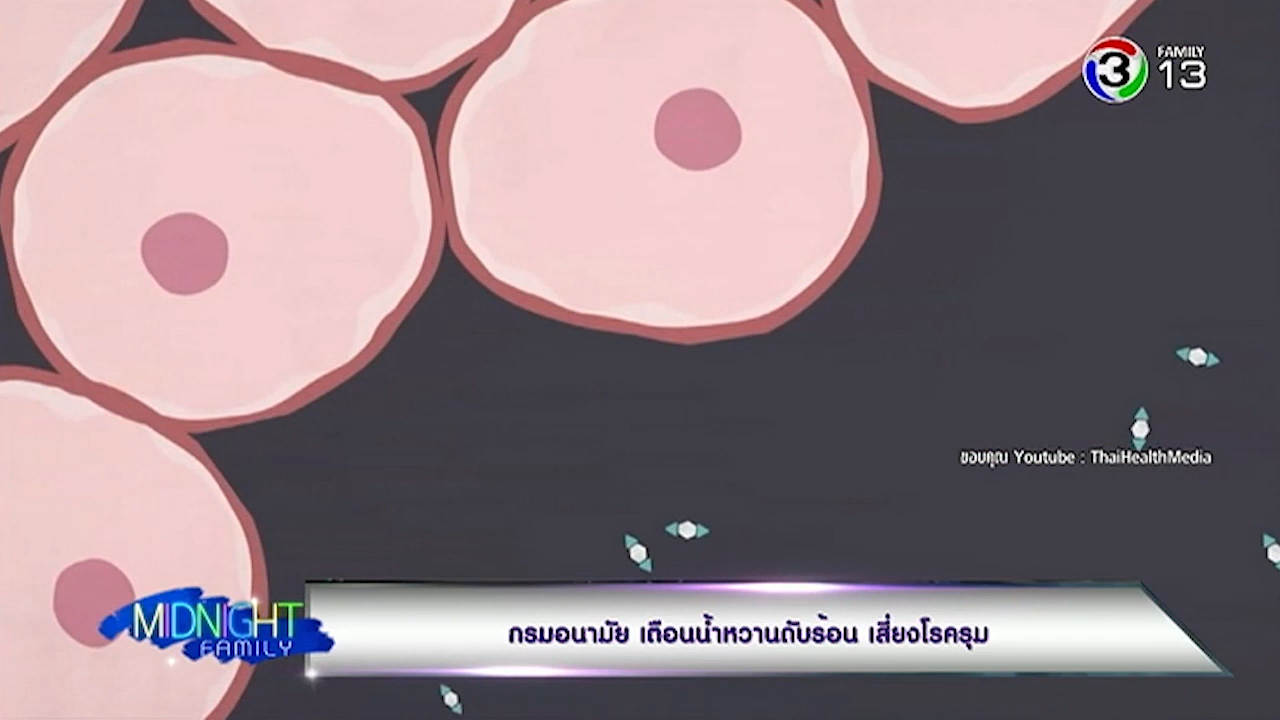 3 FAMILY
13
ขอบคุณ Youtube : ThaiHealthMedia
MIDNIGHT
FAMILY
กรมอนามัย เตือนน้ำหวานดับร้อน เสี่ยงโรครุม